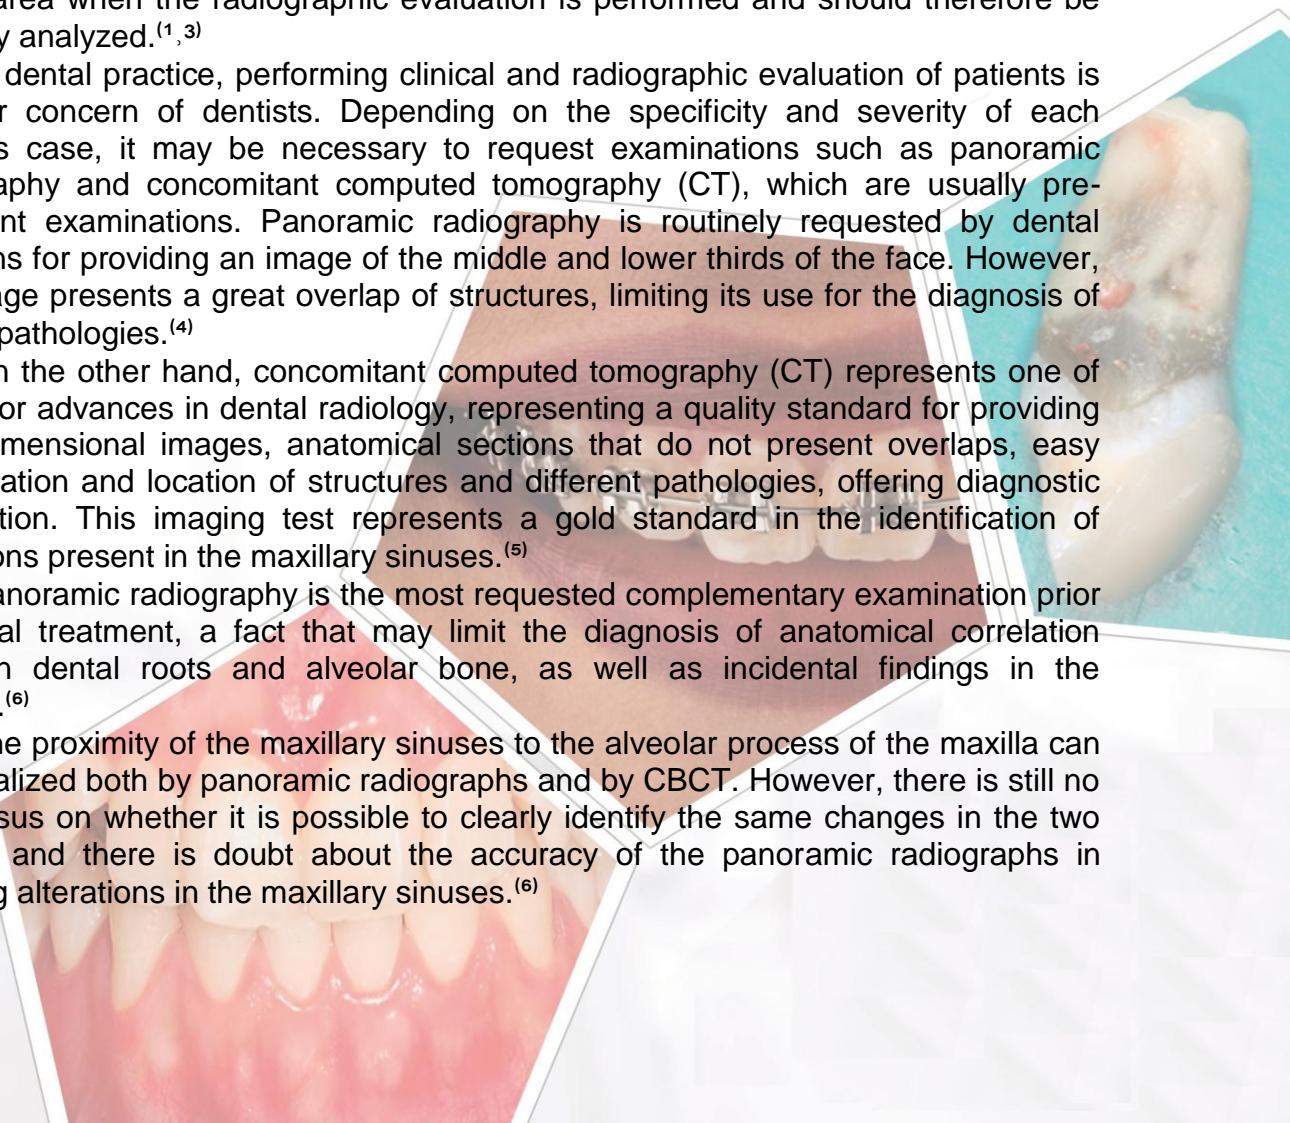 area when the radiographic evaluation is performed and should therefore be
y analyzed.(1,3)
dental practice, performing clinical and radiographic evaluation of patients is
r concern of dentists. Depending on the specificity and severity of each
s case, it may be necessary to request examinations such as panoramic
aphy and concomitant computed tomography (CT), which are usually pre-
nt examinations. Panoramic radiography is routinely requested by dental
ns for providing an image of the middle and lower thirds of the face. However,
age presents a great overlap of structures, limiting its use for the diagnosis of
pathologies.(4)
n the other hand, concomitant computed tomography (CT) represents one of
or advances in dental radiology, representing a quality standard for providing
mensional images, anatomical sections that do not present overlaps, easy
ation and location of structures and different pathologies, offering diagnostic
tion. This imaging test represents a gold standard in the identification of
ons present in the maxillary sinuses.(5)
anoramic radiography is the most requested complementary examination prior
al treatment, a fact that may limit the diagnosis of anatomical correlation
n dental roots and alveolar bone, as well as incidental findings in the
.(6)
ne proximity of the maxillary sinuses to the alveolar process of the maxilla can
alized both by panoramic radiographs and by CBCT. However, there is still no
sus on whether it is possible to clearly identify the same changes in the two
and there is doubt about the accuracy of the panoramic radiographs in
g alterations in the maxillary sinuses.(6)